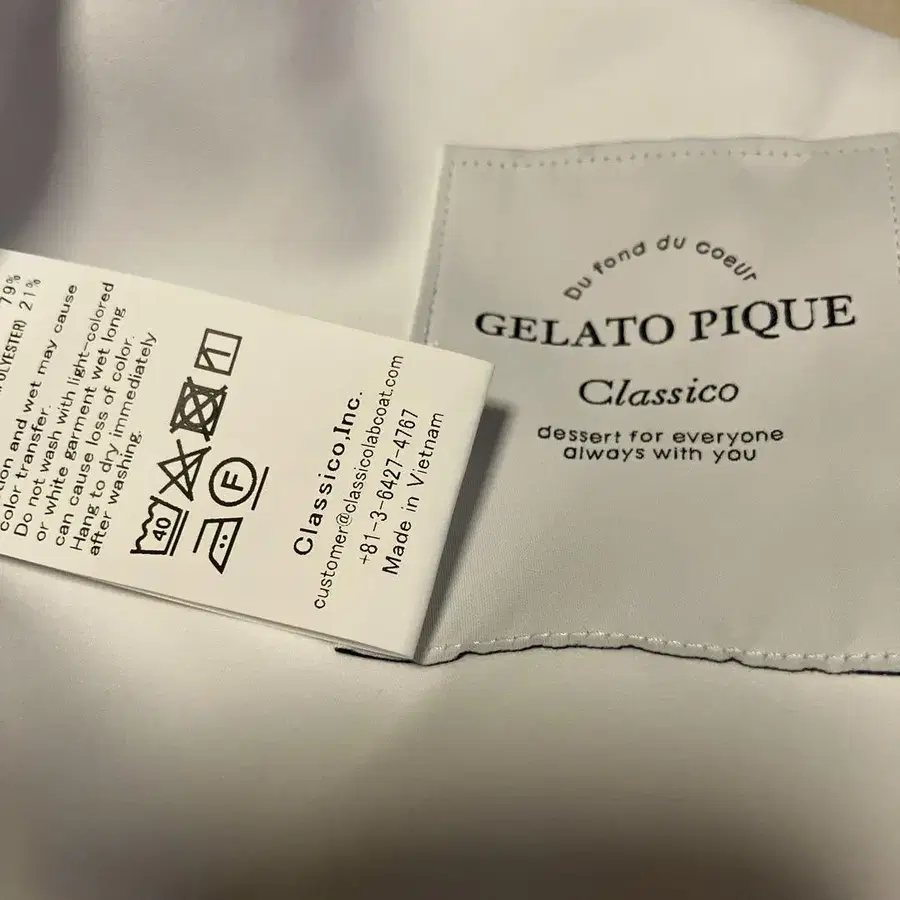 79%
POLYESTER) 21%
and wet may cause
color transfer.
Do not wash with light-colored
or white garment wet long
can cause loss of color.
Hang to dry immediately
after washing.
40
F
Classico,Inc.
customer@classicolabcoat.com
+81-3-6427-4767
Made in Vietnam
Du fond du coeur
GELATO PIQUE
Classico
dessert for everyone
always with you